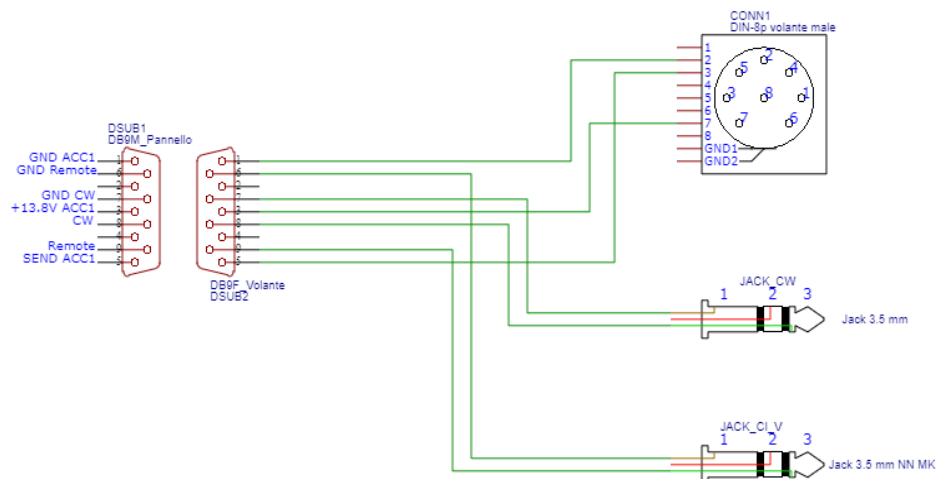 CONN1
DIN-8p volante male
1
2
3
4
5
6
7
8
GND1
GND2
2
5
4
3
8
1
7
6
DSUB1
DB9M_Pannello
GND ACC1
GND Remote
GND CW
+13.8V ACC1
CW
Remote
SEND ACC1
1
6
2
7
3
8
4
9
5
1
6
2
7
3
8
4
9
5
DB9F_Volante
DSUB2
JACK_CW
1 2 3
Jack 3.5 mm
JACK_CI_V
1 2 3
Jack 3.5 mm NN MK